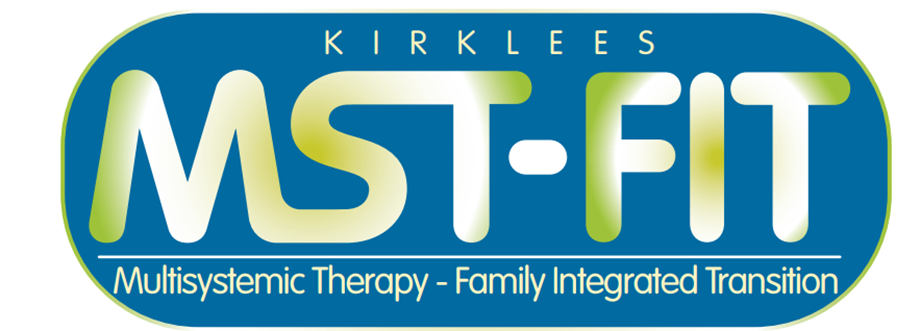 KIRKLEES
MST-FIT
Multisystemic Therapy - Family Integrated Transition